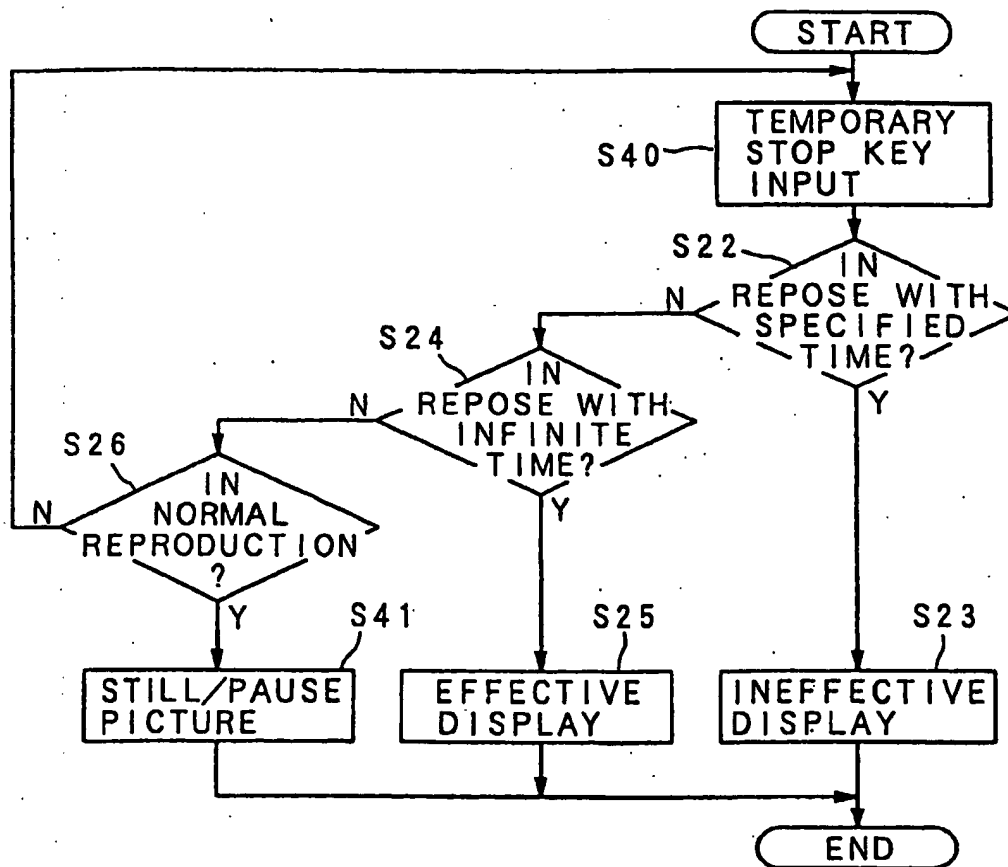 START
TEMPORARY
STOP KEY
INPUT
S40
S22
IN
REPOSE WITH
SPECIFIED
TIME?
N
Y
S24
IN
REPOSE WITH
INFINITE
TIME?
N
Y
S26
IN
NORMAL
REPRODUCTION
?
N
Y
S41
STILL/PAUSE
PICTURE
S25
EFFECTIVE
DISPLAY
S23
INEFFECTIVE
DISPLAY
END